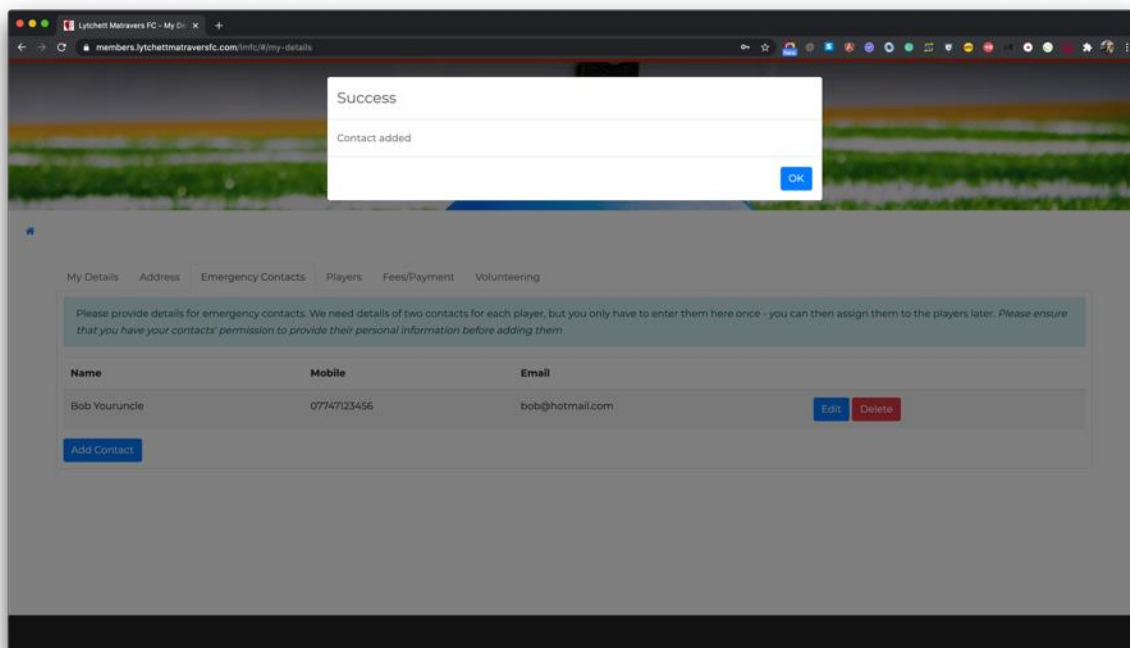 Lytchett Matravers FC - My De
members.lytchettmatraversfc.com/lmfc/#/my-details
Success
Contact added
OK
My Details Address Emergency Contacts Players Fees/Payment Volunteering
Please provide details for emergency contacts. We need details of two contacts for each player, but you only have to enter them here once - you can then assign them to the players later. Please ensure
that you have your contacts' permission to provide their personal information before adding them
Name Mobile Email
Bob Youruncle 07747123456 bob@hotmail.com Edit Delete
Add Contact